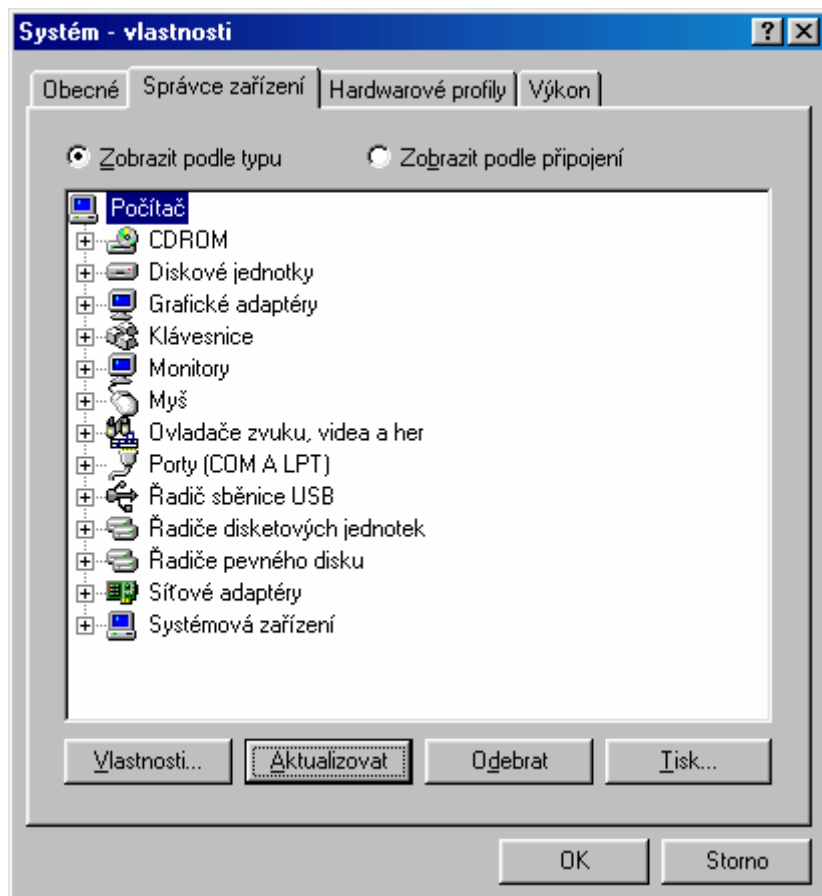 Systém - vlastnosti
Obecné Správce zařízení Hardwarové profily Výkon
Zobrazit podle typu Zobrazit podle připojení
Počítač
CDROM
Diskové jednotky
Grafické adaptéry
Klávesnice
Monitory
Myš
Ovladače zvuku, videa a her
Porty (COM A LPT)
Řadič sběnice USB
Řadiče disketových jednotek
Řadiče pevného disku
Síťové adaptéry
Systémová zařízení
Vlastnosti... Aktualizovat Odebrat Tisk...
OK Storno